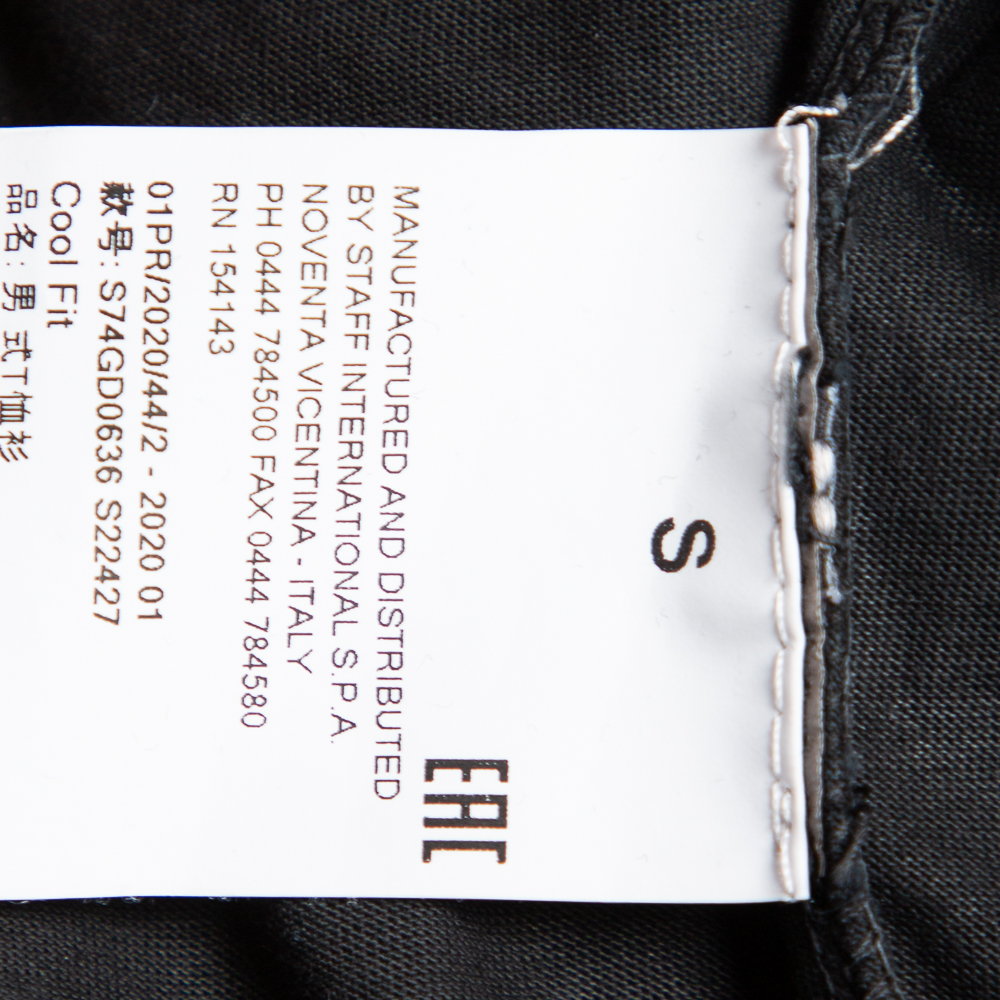 S
EAC
MANUFACTURED AND DISTRIBUTED
BY STAFF INTERNATIONAL S.P.A.
NOVENTA VICENTINA - ITALY
PH 0444 784500 FAX 0444 784580
RN 154143
01PR/2020/44/2 - 2020 01
款号: S74GD0636 S22427
Cool Fit
品名: 男 式T恤衫